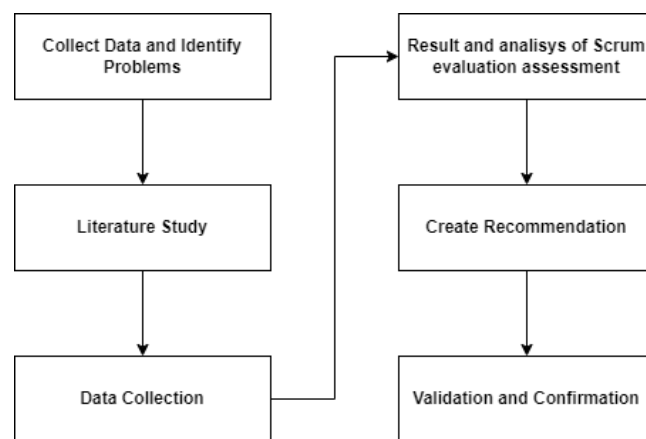 Collect Data and Identify
Problems
Literature Study
Data Collection
Result and analisys of Scrum
evaluation assessment
Create Recommendation
Validation and Confirmation